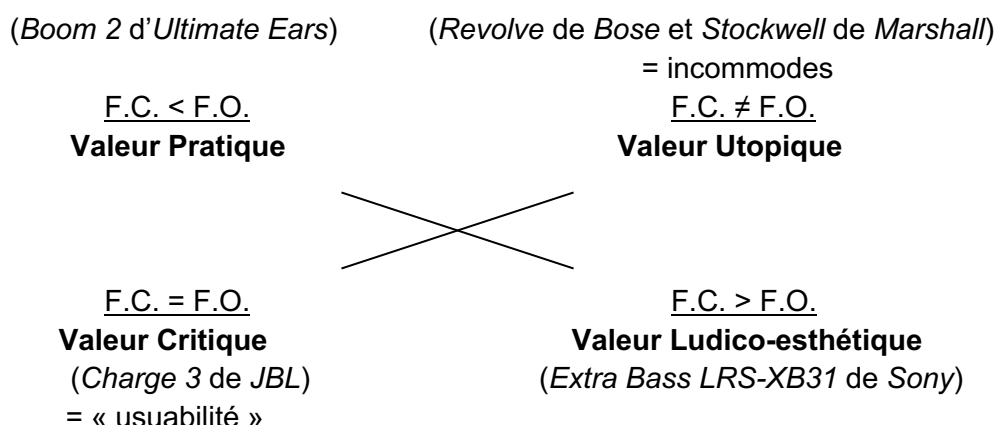 (Boom 2 d'Ultimate Ears) (Revolve de Bose et Stockwell de Marshall)
= incommodes
F.C. < F.O. F.C. ≠ F.O.
Valeur Pratique Valeur Utopique
F.C. = F.O. F.C. > F.O.
Valeur Critique Valeur Ludico-esthétique
(Charge 3 de JBL) (Extra Bass LRS-XB31 de Sony)
= « usuabilité »